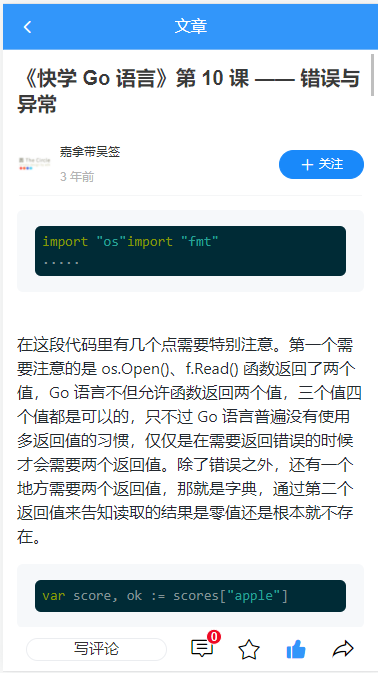 文章
《快学 Go 语言》第 10 课 —— 错误与
异常
嘉拿带吴签
3 年前
关注
import "os"import "fmt"
.....
在这段代码里有几个点需要特别注意。第一个需
要注意的是 os.Open()、f.Read() 函数返回了两个
值，Go 语言不但允许函数返回两个值，三个值四
个值都是可以的，只不过 Go 语言普遍没有使用
多返回值的习惯，仅仅是在需要返回错误的时候
才会需要两个返回值。除了错误之外，还有一个
地方需要两个返回值，那就是字典，通过第二个
返回值来告知读取的结果是零值还是根本就不存
在。
var score, ok := scores["apple"]
写评论
0